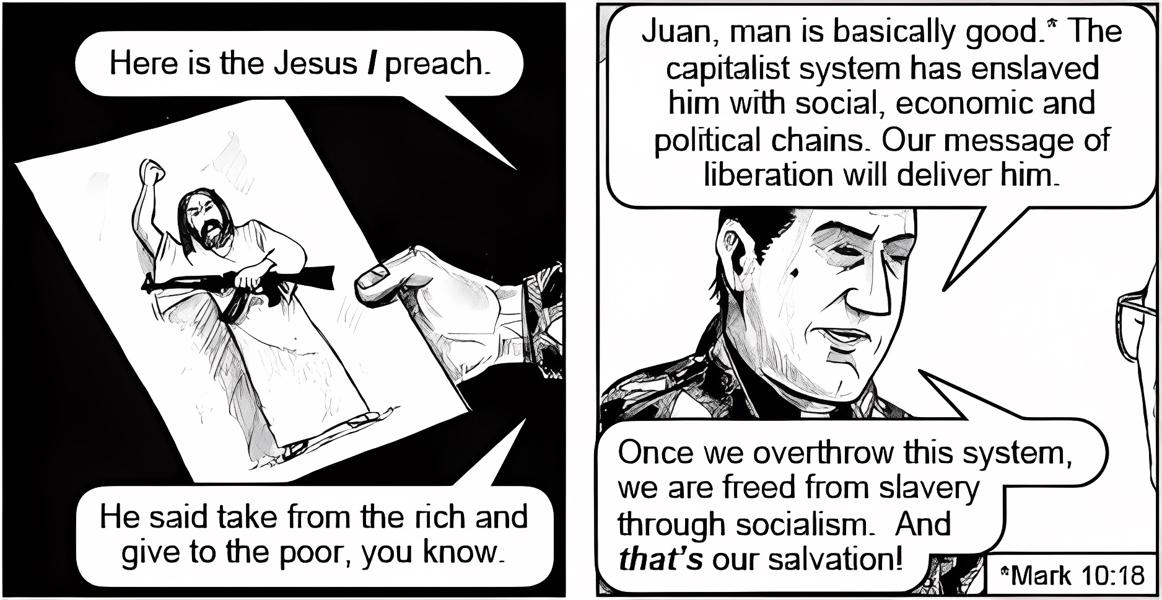 Here is the Jesus I preach.
He said take from the rich and
give to the poor, you know.
Juan, man is basically good.* The
capitalist system has enslaved
him with social, economic and
political chains. Our message of
liberation will deliver him.
Once we overthrow this system,
we are freed from slavery
through socialism. And
that's our salvation!
*Mark 10:18